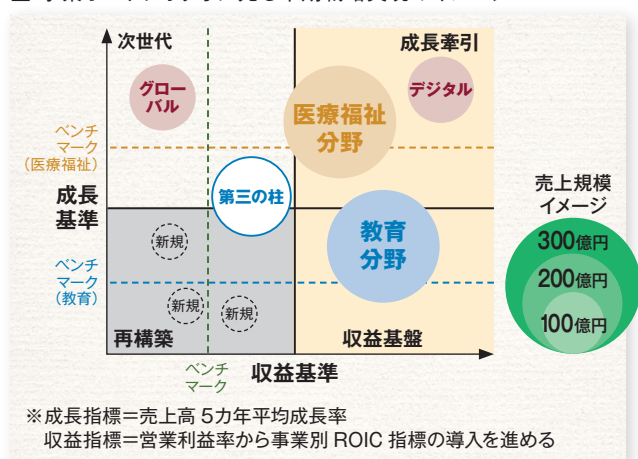 次世代
成長牽引
グロー
バル
デジタル
医療福祉
分野
ベンチ
マーク
（医療福祉）
成長
基準
第三の柱
教育
分野
新規
ベンチ
マーク
（教育）
新規
新規
再構築
収益基盤
ベンチ
マーク
収益基準
売上規模
イメージ
300億円
200億円
100億円
※成長指標＝売上高 5カ年平均成長率
収益指標＝営業利益率から事業別 ROIC 指標の導入を進める